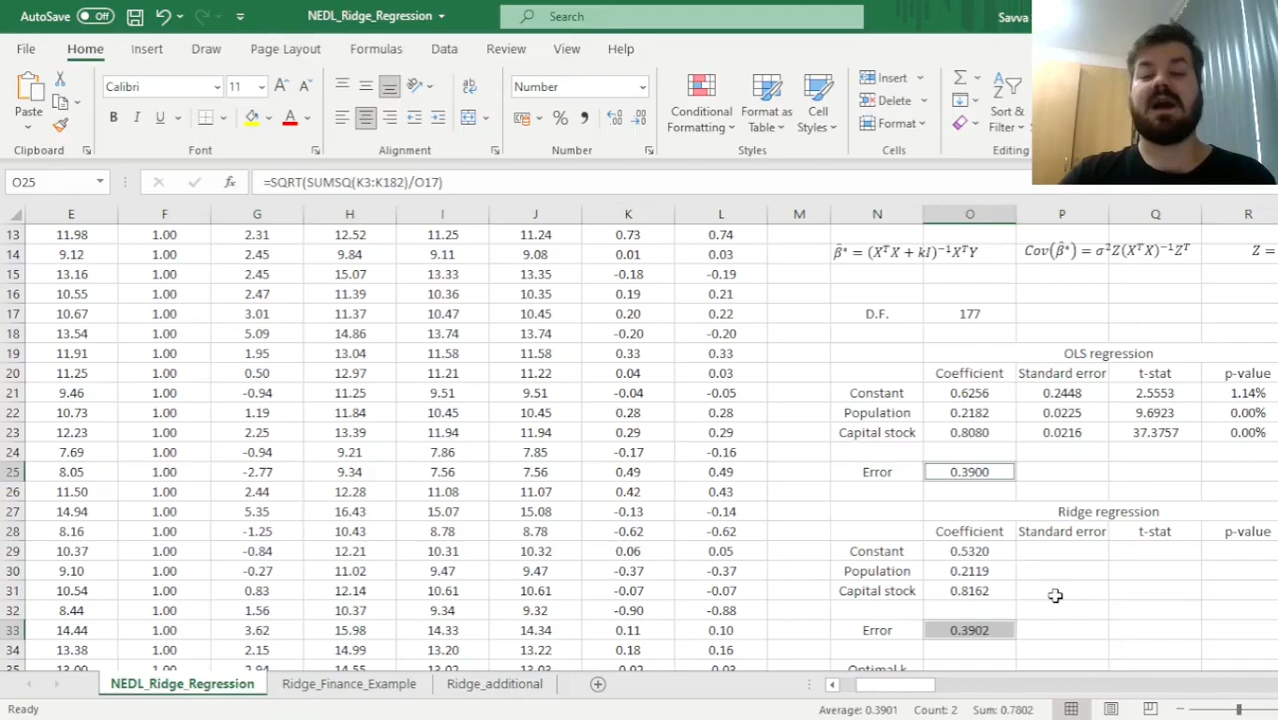 AutoSave Off NEDL_Ridge_Regression Search Savva
File Home Insert Draw Page Layout Formulas Data Review View Help
Calibri 11 Number Insert
Paste Conditional Format as Cell Delete Sort &
B I U A Formatting Table Styles Format Filter
Clipboard Font Alignment Number Styles Cells Editing
O25 =SQRT(SUMSQ(K3:K182)/O17)
E F G H I J K L M N O P Q R
13 11.98 1.00 2.31 12.52 11.25 11.24 0.73 0.74
14 9.12 1.00 2.45 9.84 9.11 9.08 0.01 0.03 β̂* = (XᵀX + kI)⁻¹XᵀY Cov(β̂*) = σ²Z(XᵀX)⁻¹Zᵀ Z =
15 13.16 1.00 2.45 15.07 13.33 13.35 -0.18 -0.19
16 10.55 1.00 2.47 11.39 10.36 10.35 0.19 0.21
17 10.67 1.00 3.01 11.37 10.47 10.45 0.20 0.22 D.F. 177
18 13.54 1.00 5.09 14.86 13.74 13.74 -0.20 -0.20
19 11.91 1.00 1.95 13.04 11.58 11.58 0.33 0.33 OLS regression
20 11.25 1.00 0.50 12.97 11.21 11.22 0.04 0.03 Coefficient Standard error t-stat p-value
21 9.46 1.00 -0.94 11.25 9.51 9.51 -0.04 -0.05 Constant 0.6256 0.2448 2.5553 1.14%
22 10.73 1.00 1.19 11.84 10.45 10.45 0.28 0.28 Population 0.2182 0.0225 9.6923 0.00%
23 12.23 1.00 2.25 13.39 11.94 11.94 0.29 0.29 Capital stock 0.8080 0.0216 37.3757 0.00%
24 7.69 1.00 -0.94 9.21 7.86 7.85 -0.17 -0.16
25 8.05 1.00 -2.77 9.34 7.56 7.56 0.49 0.49 Error 0.3900
26 11.50 1.00 2.44 12.28 11.08 11.07 0.42 0.43
27 14.94 1.00 5.35 16.43 15.07 15.08 -0.13 -0.14 Ridge regression
28 8.16 1.00 -1.25 10.43 8.78 8.78 -0.62 -0.62 Coefficient Standard error t-stat p-value
29 10.37 1.00 -0.84 12.21 10.31 10.32 0.06 0.05 Constant 0.5320
30 9.10 1.00 -0.27 11.02 9.47 9.47 -0.37 -0.37 Population 0.2119
31 10.54 1.00 0.83 12.14 10.61 10.61 -0.07 -0.07 Capital stock 0.8162
32 8.44 1.00 1.56 10.37 9.34 9.32 -0.90 -0.88
33 14.44 1.00 3.62 15.98 14.33 14.34 0.11 0.10 Error 0.3902
34 13.38 1.00 2.15 14.99 13.20 13.22 0.18 0.16
35 13.00 1.00 2.94 14.55 13.02 13.02 Optimal k
NEDL_Ridge_Regression Ridge_Finance_Example Ridge_additional
Ready Average: 0.3901 Count: 2 Sum: 0.7802